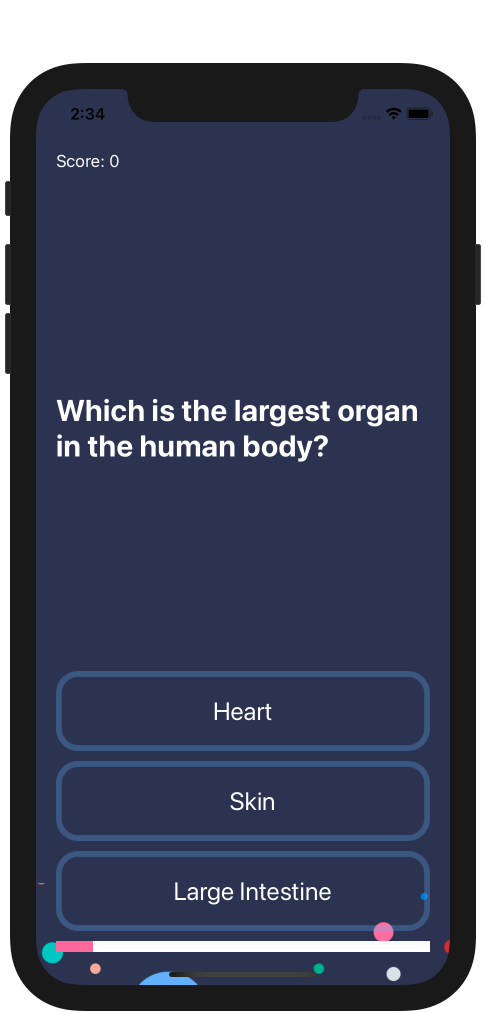 2:34
Score: 0
Which is the largest organ
in the human body?
Heart
Skin
Large Intestine